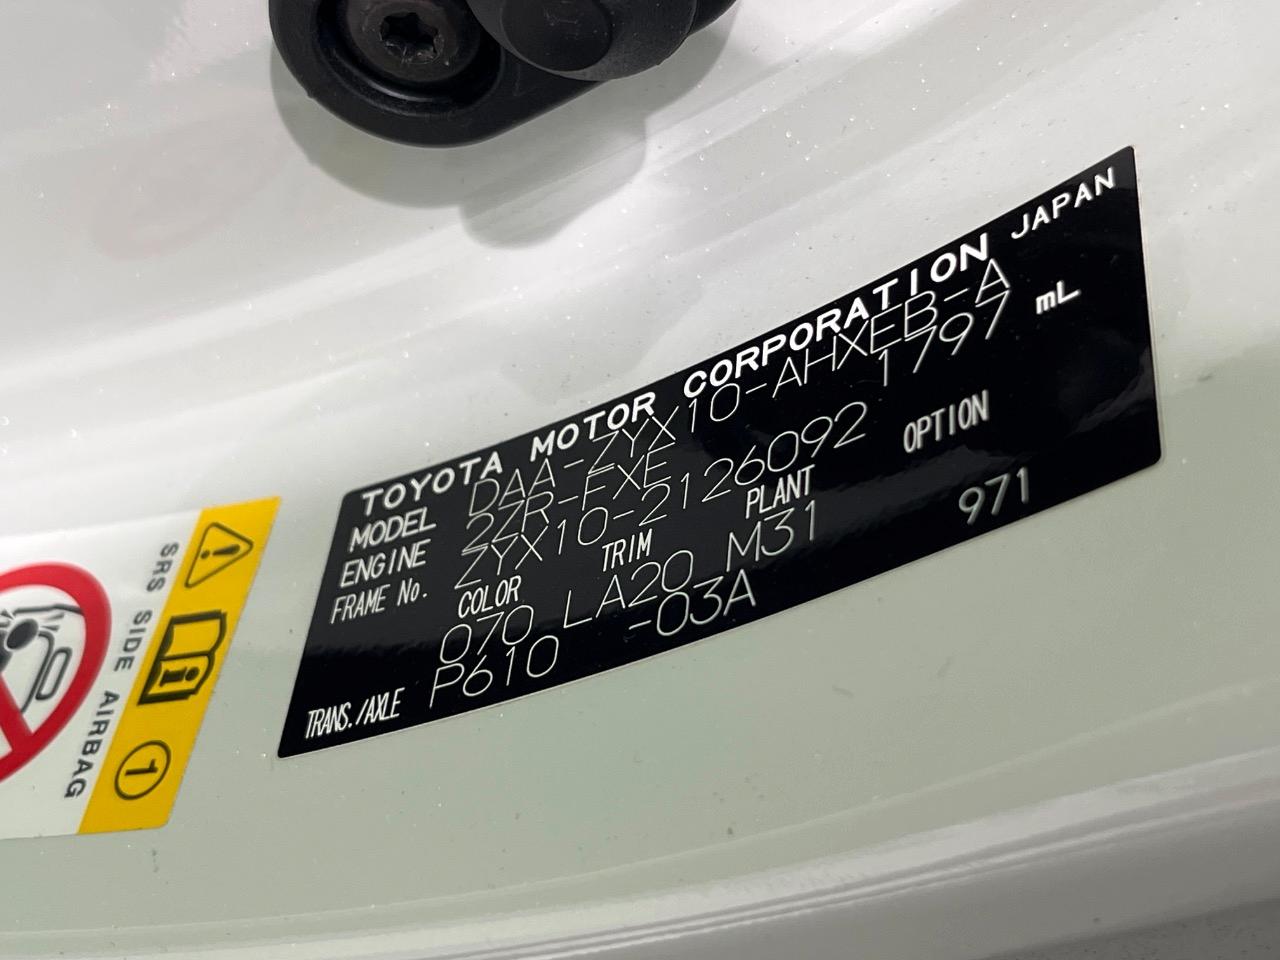 TOYOTA MOTOR CORPORATION JAPAN
MODEL DAA-ZYX10-AHXEB-A
ENGINE 2ZR-FXE 1797 mL
FRAME No. ZYX10-2126092
COLOR TRIM PLANT OPTION
070 LA20 M31 971
TRANS./AXLE P610 -03A
SRS SIDE AIRBAG
1